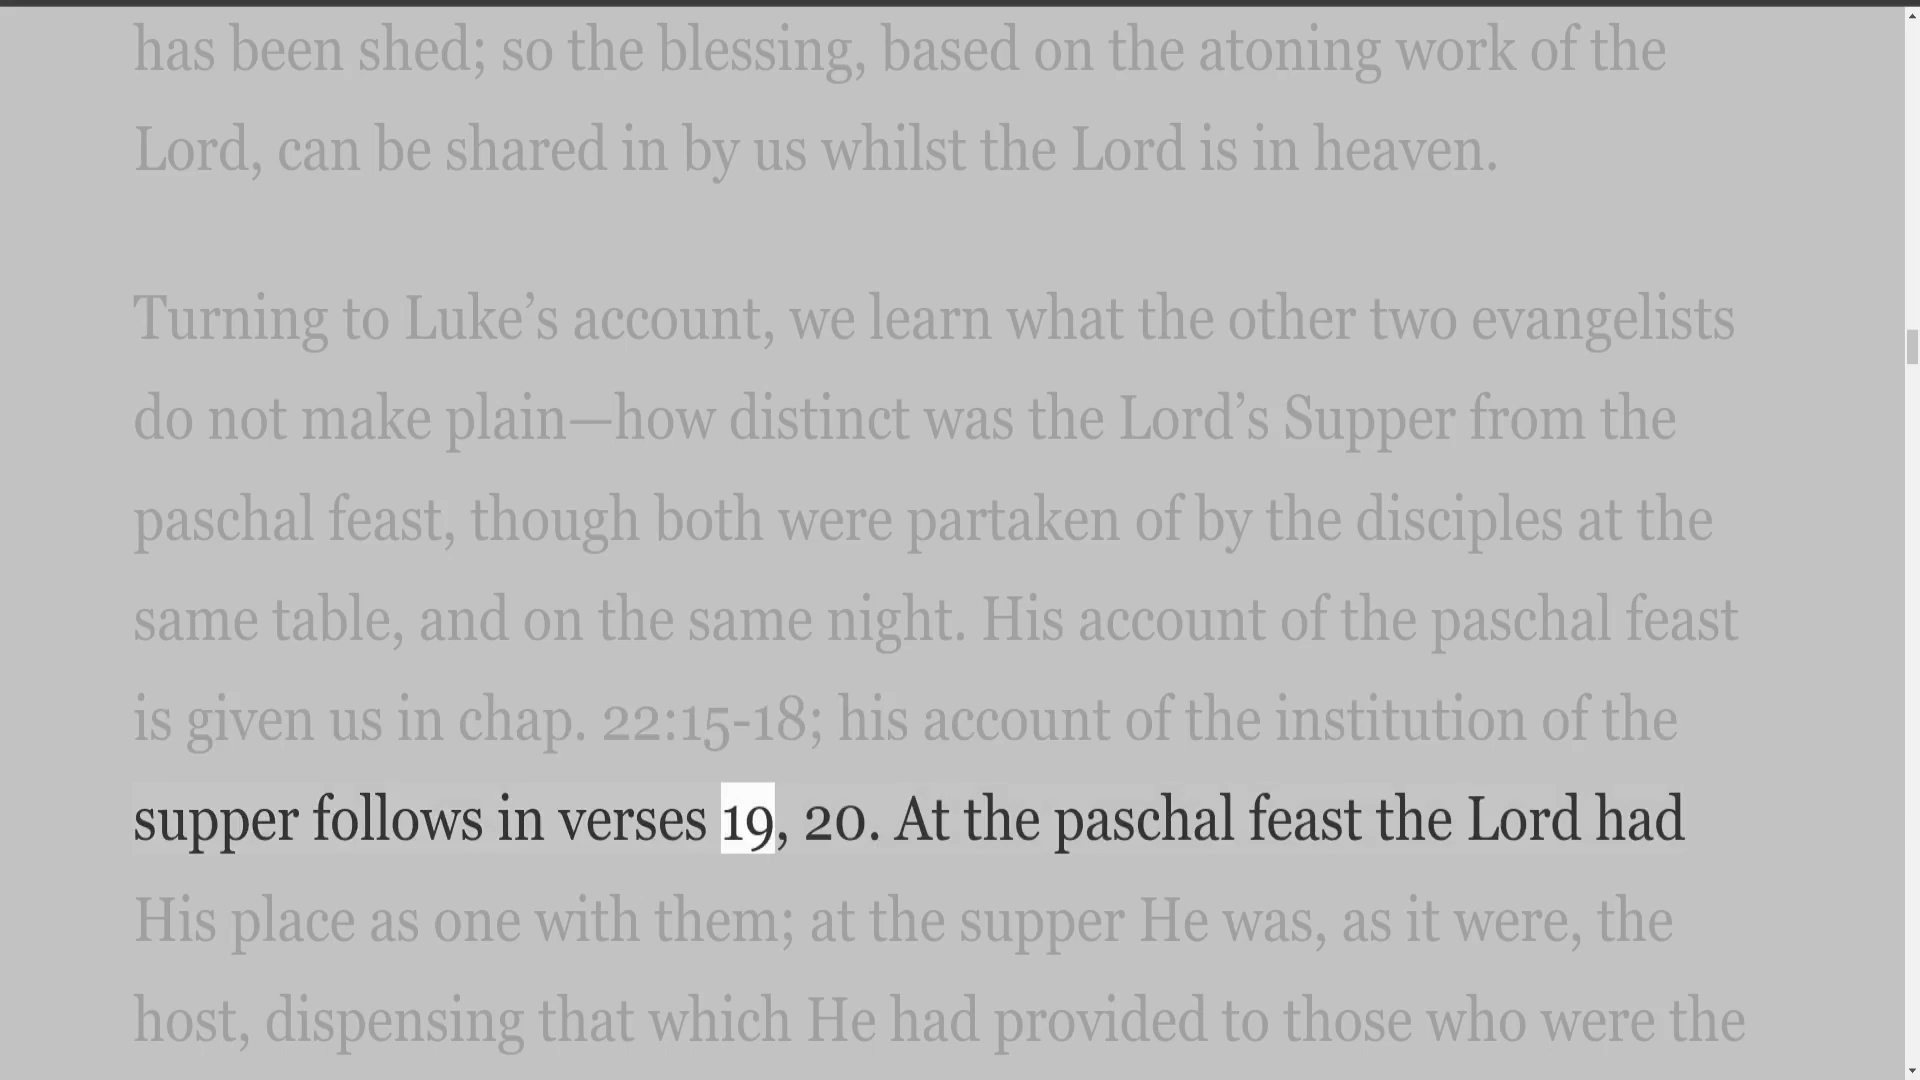 has been shed; so the blessing, based on the atoning work of the
Lord, can be shared in by us whilst the Lord is in heaven.
Turning to Luke’s account, we learn what the other two evangelists
do not make plain—how distinct was the Lord’s Supper from the
paschal feast, though both were partaken of by the disciples at the
same table, and on the same night. His account of the paschal feast
is given us in chap. 22:15-18; his account of the institution of the
supper follows in verses 19, 20. At the paschal feast the Lord had
His place as one with them; at the supper He was, as it were, the
host, dispensing that which He had provided to those who were the